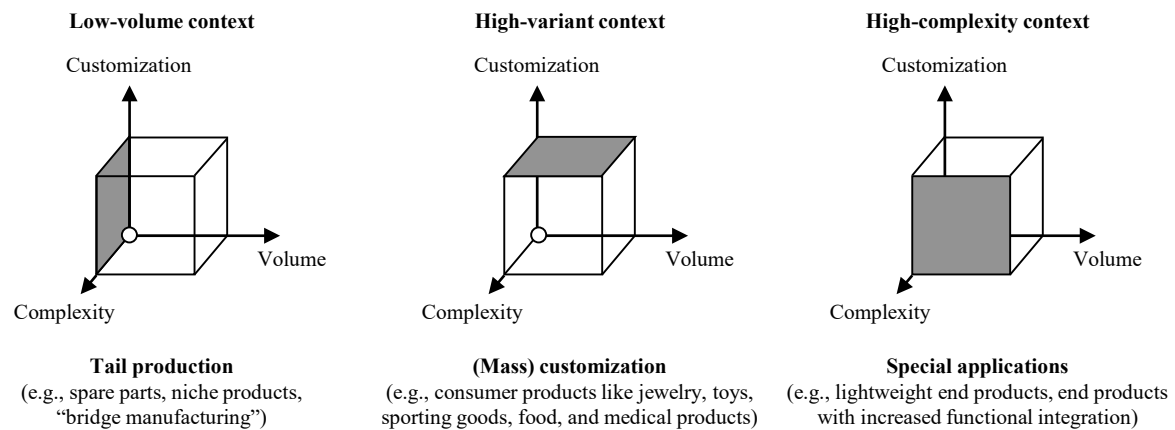 Low-volume context
High-variant context
High-complexity context
Customization
Customization
Customization
Volume
Volume
Volume
Complexity
Complexity
Complexity
Tail production
(e.g., spare parts, niche products,
“bridge manufacturing”)
(Mass) customization
(e.g., consumer products like jewelry, toys,
sporting goods, food, and medical products)
Special applications
(e.g., lightweight end products, end products
with increased functional integration)